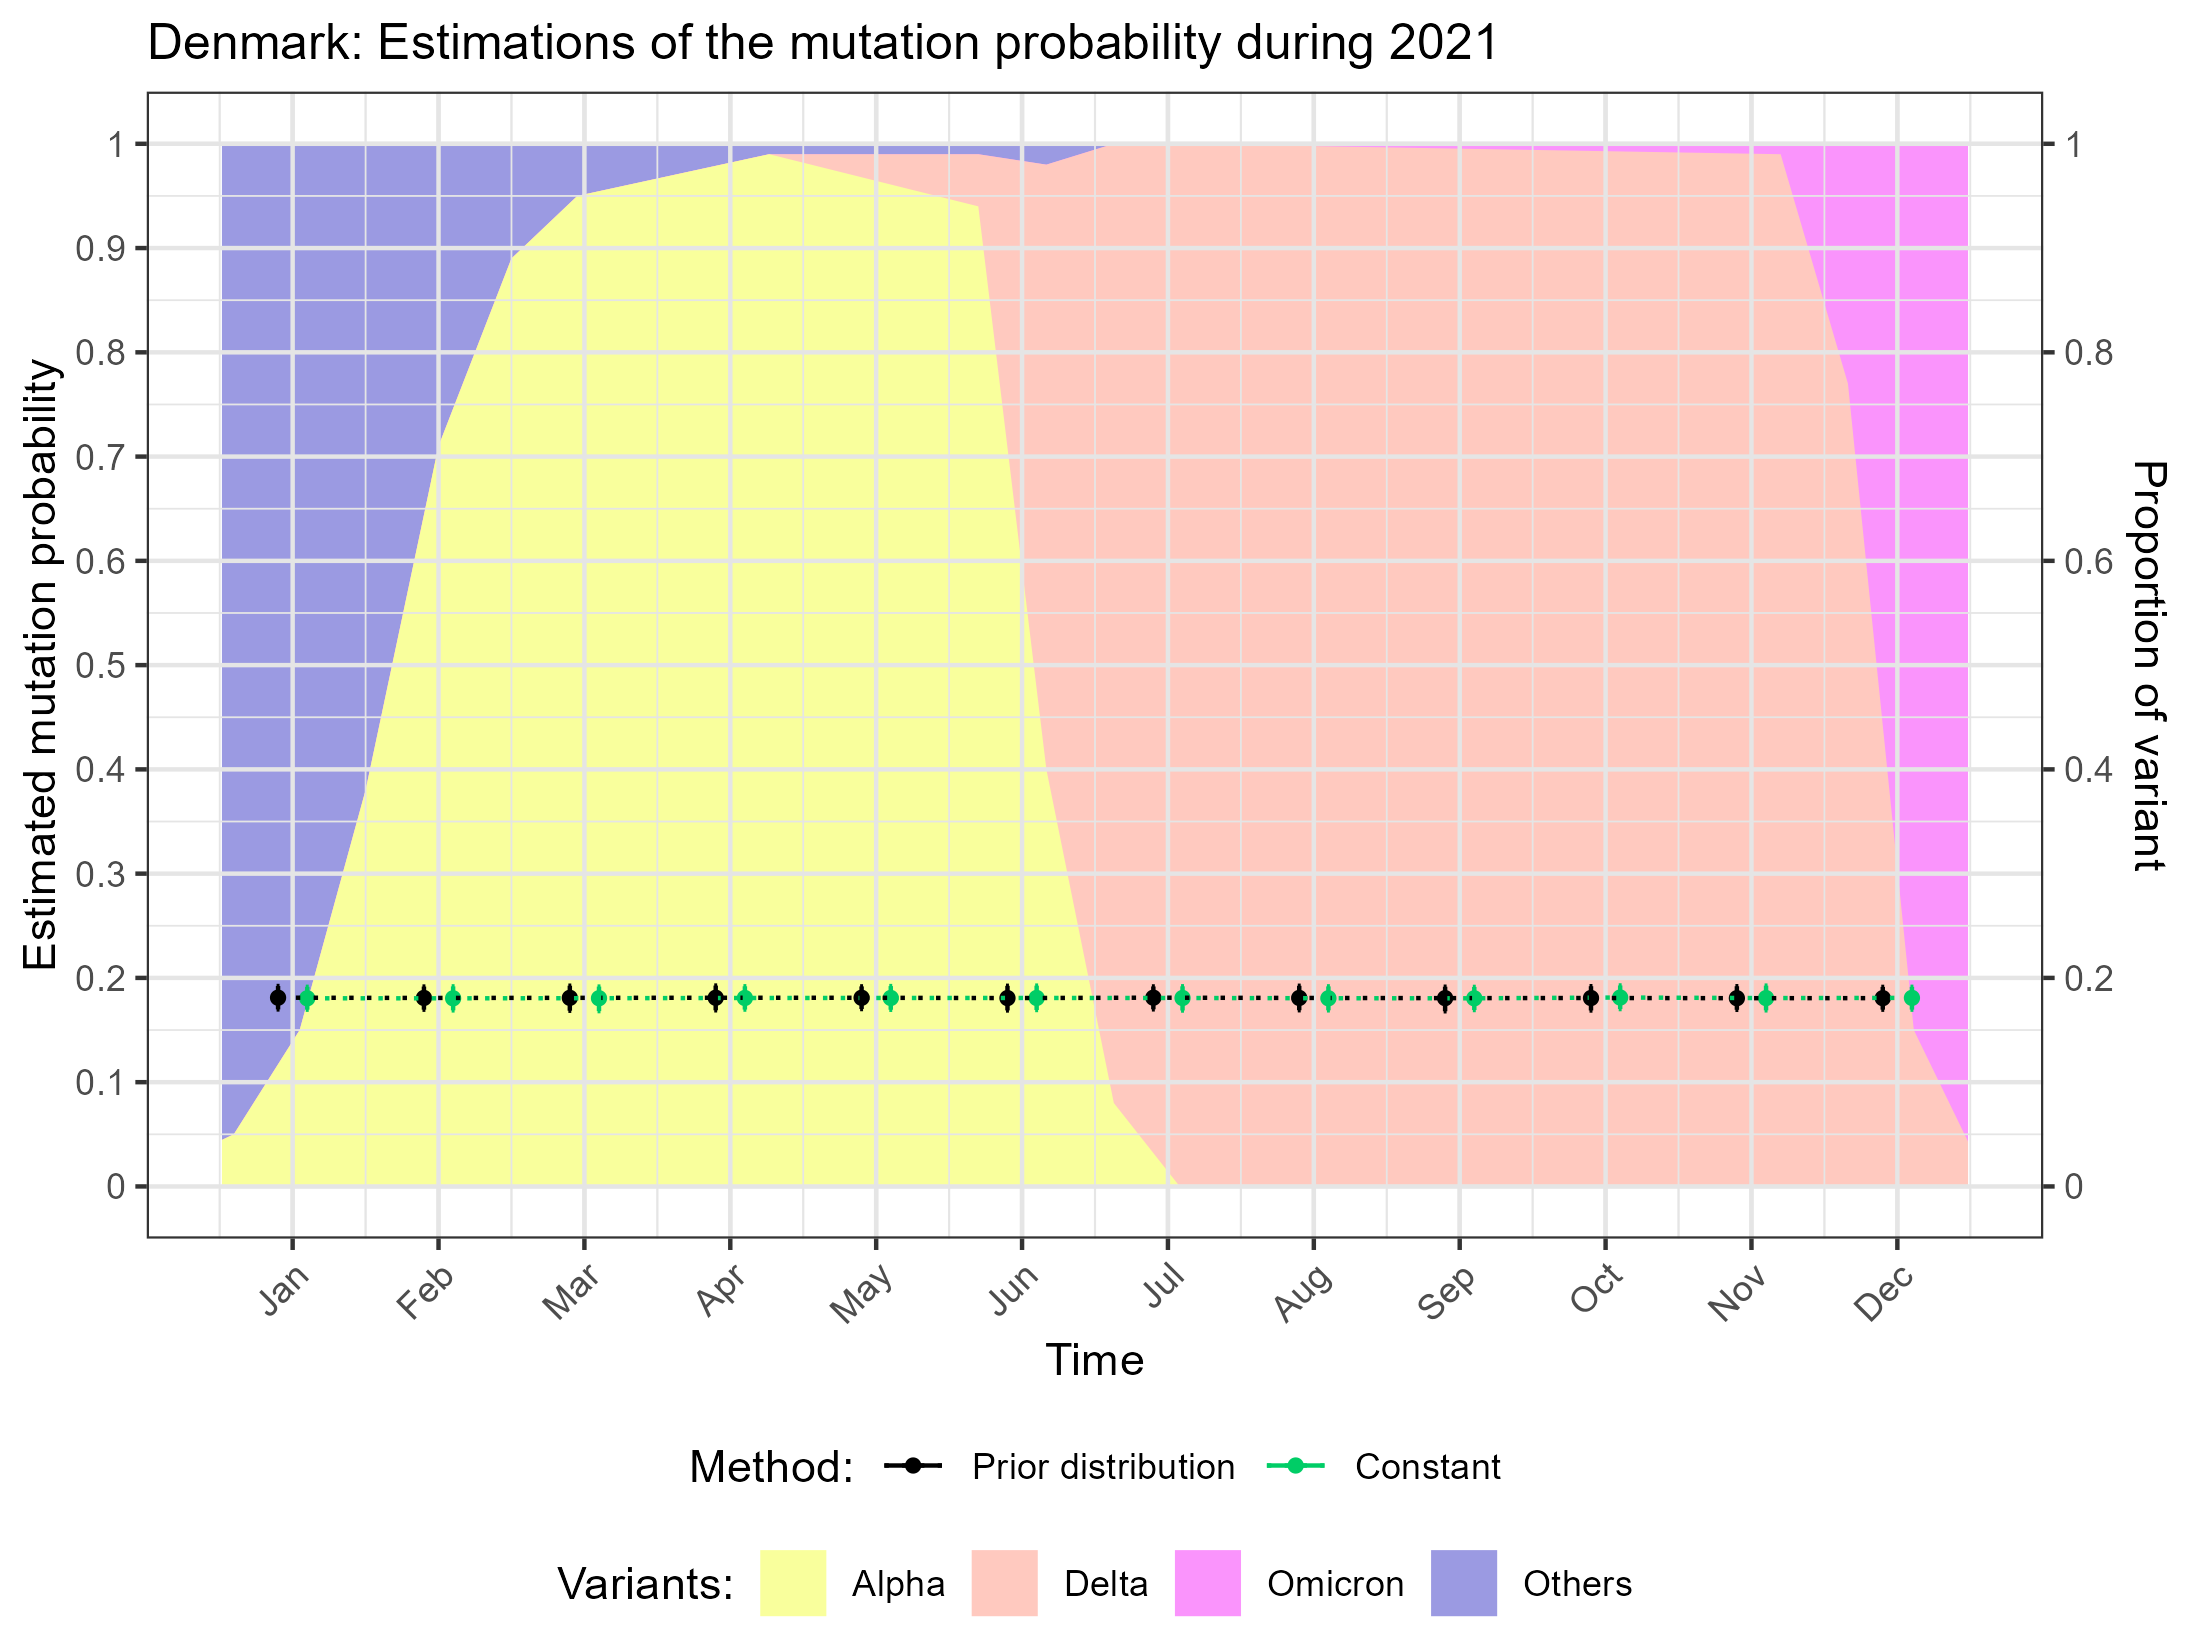 Denmark: Estimations of the mutation probability during 2021
Estimated mutation probability
1
0.9
0.8
0.7
0.6
0.5
0.4
0.3
0.2
0.1
0
1
0.8
0.6
0.4
0.2
0
Proportion of variant
Jan Feb Mar Apr May Jun Jul Aug Sep Oct Nov Dec
Time
Method: Prior distribution Constant
Variants: Alpha Delta Omicron Others